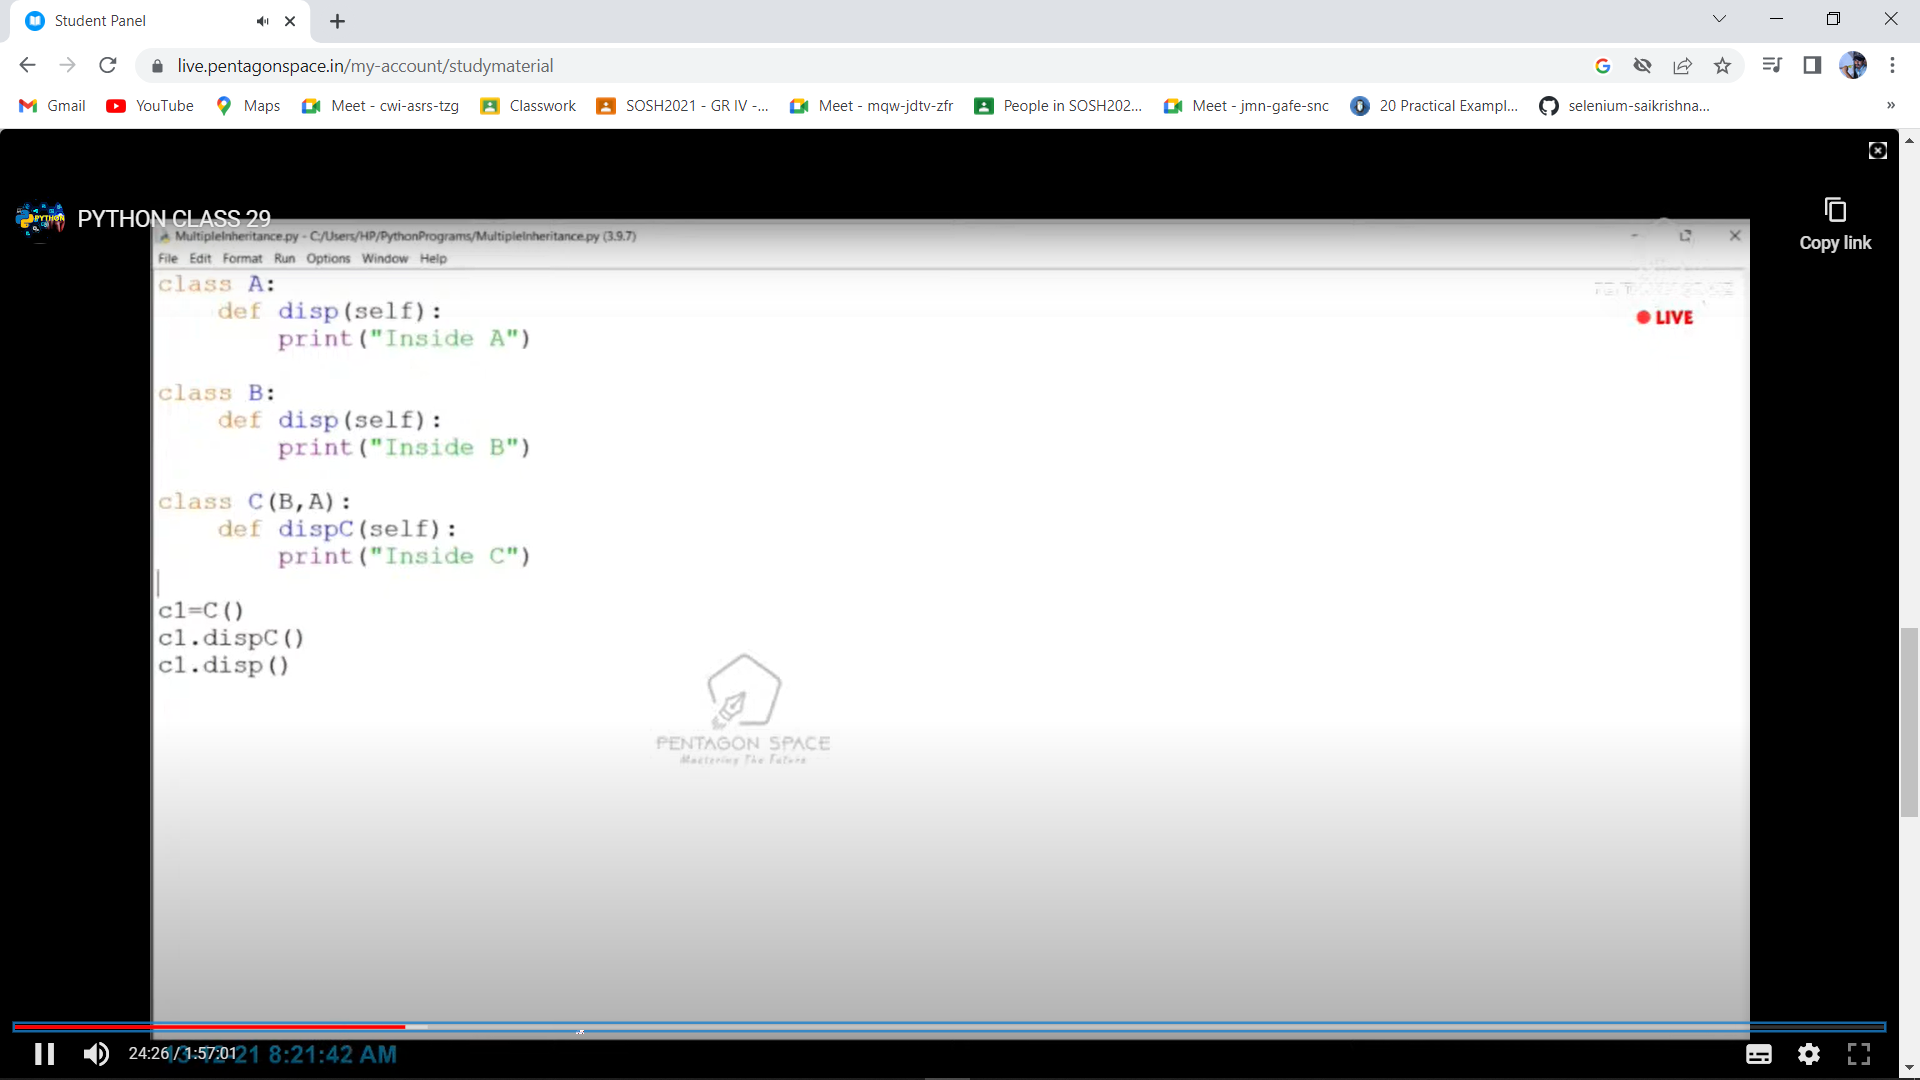 Student Panel
live.pentagonspace.in/my-account/studymaterial
Gmail YouTube Maps Meet - cwi-asrs-tzg Classwork SOSH2021 - GR IV -... Meet - mqw-jdtv-zfr People in SOSH202... Meet - jmn-gafe-snc 20 Practical Exampl... selenium-saikrishna... »
PYTHON CLASS 29
Copy link
MultipleInheritance.py - C:/Users/HP/PythonPrograms/MultipleInheritance.py (3.9.7)
File Edit Format Run Options Window Help
class A:
    def disp(self):
        print("Inside A")
LIVE
class B:
    def disp(self):
        print("Inside B")
class C(B,A):
    def dispC(self):
        print("Inside C")
c1=C()
c1.dispC()
c1.disp()
PENTAGON SPACE
Mastering The Future
24:26 / 1:57:01
13-12-21 8:21:42 AM